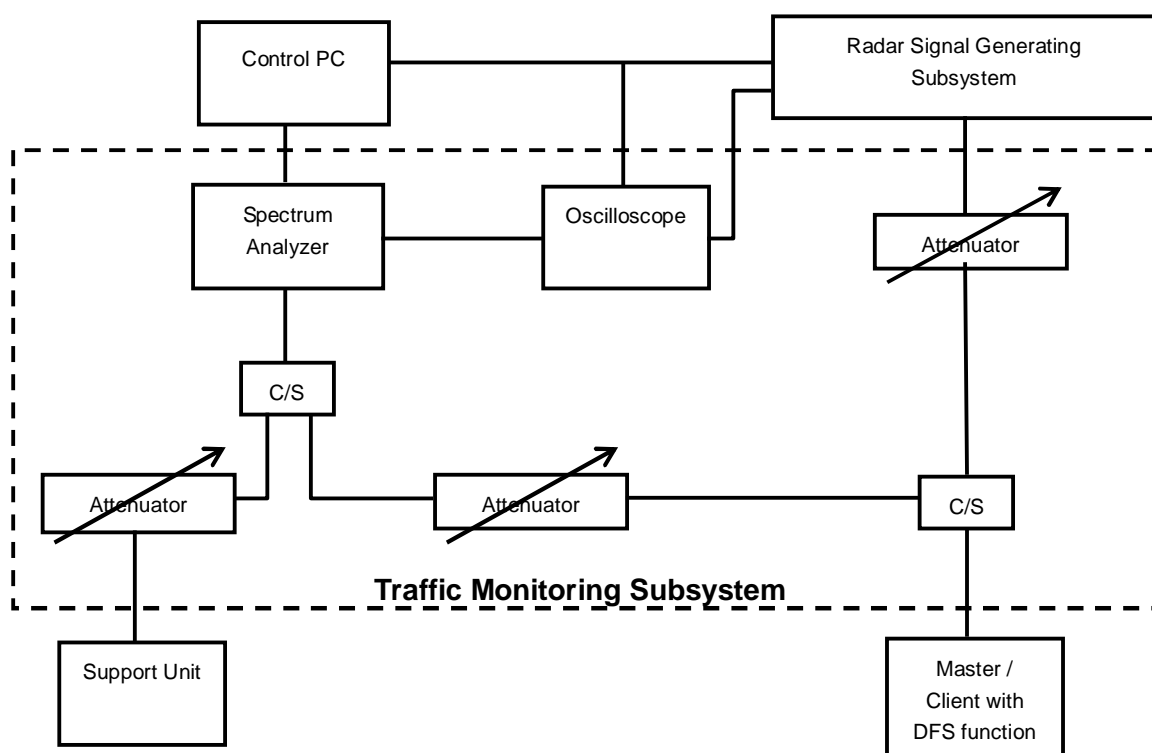 Control PC
Radar Signal Generating
Subsystem
Spectrum
Analyzer
Oscilloscope
Attenuator
C/S
Attenuator
Attenuator
C/S
Traffic Monitoring Subsystem
Support Unit
Master /
Client with
DFS function